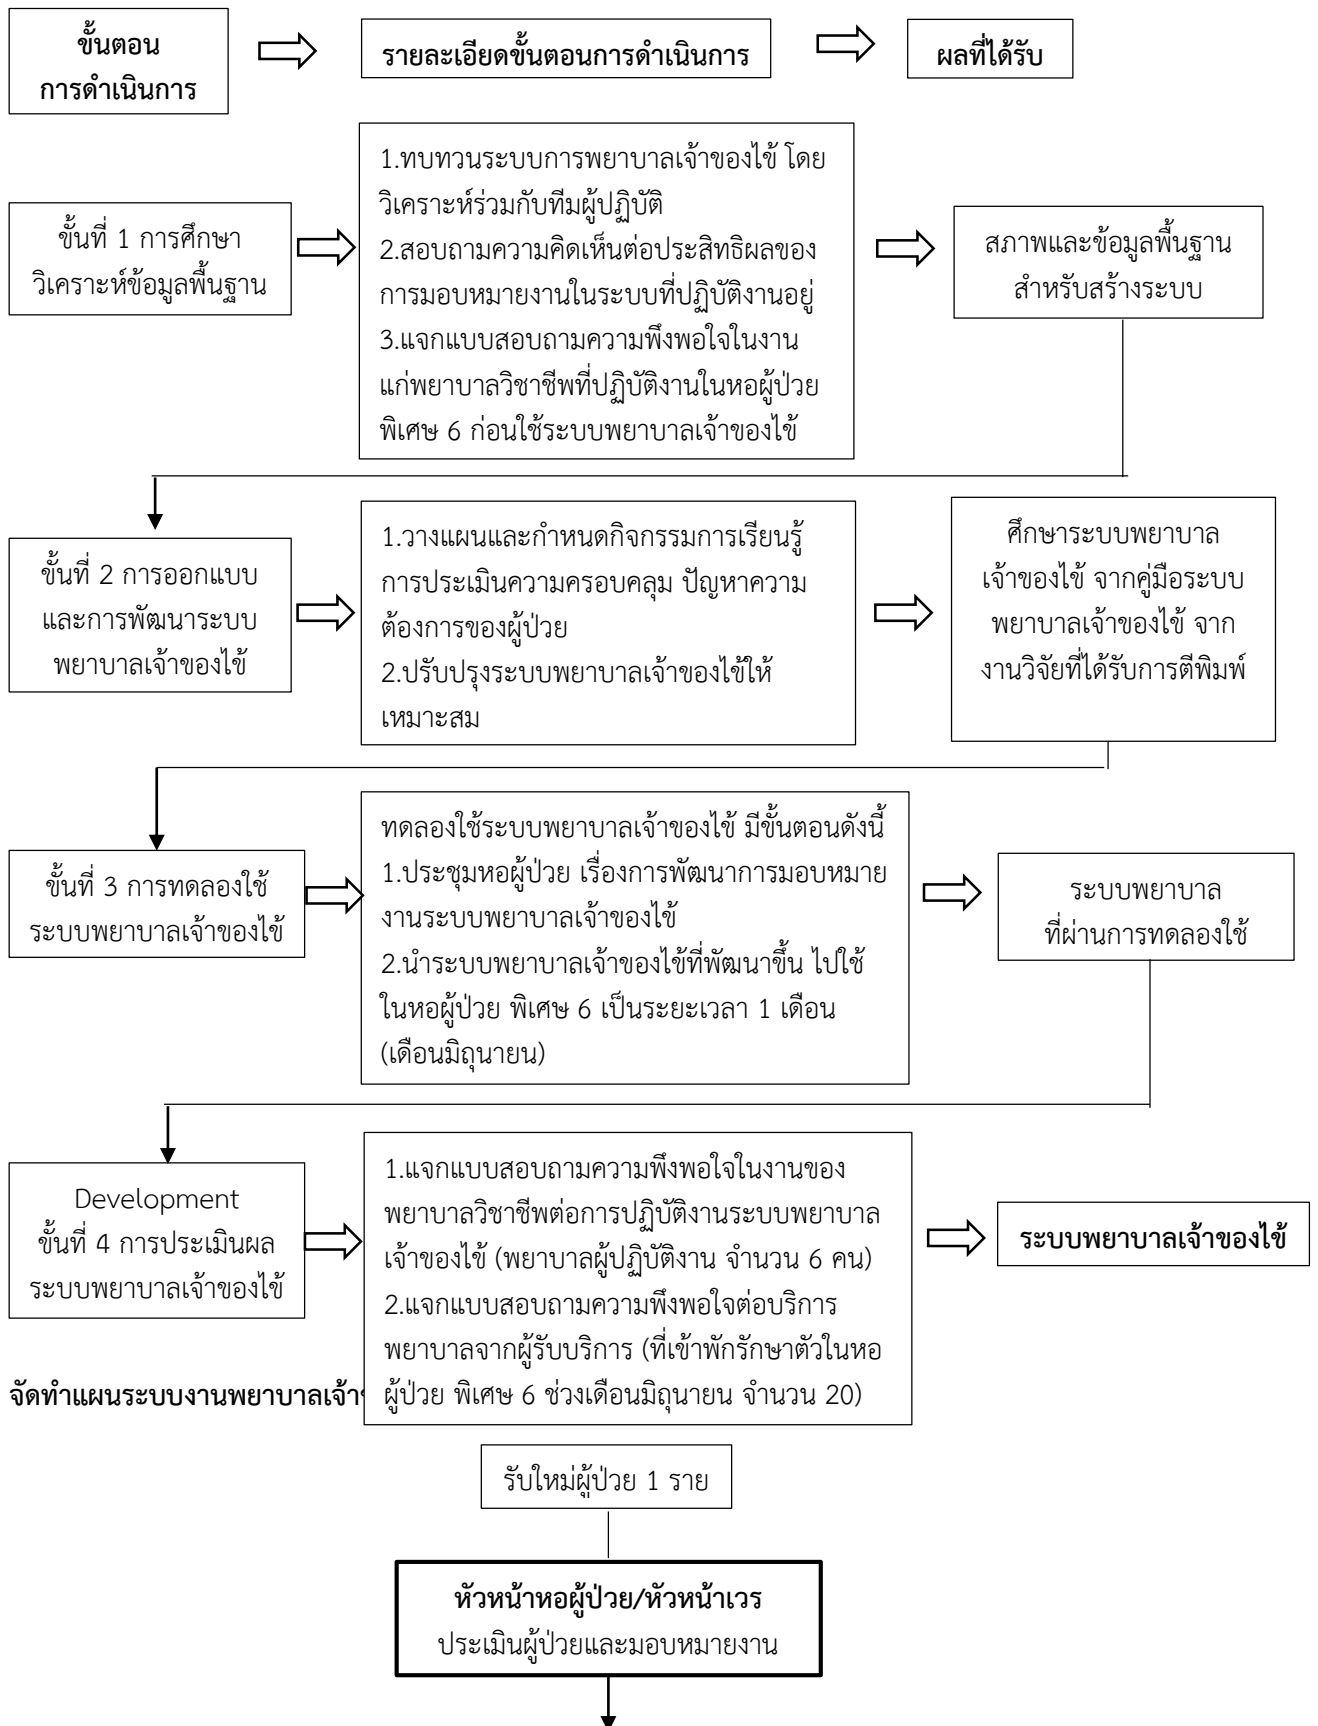 ขั้นตอน
การดำเนินการ
รายละเอียดขั้นตอนการดำเนินการ
ผลที่ได้รับ
ขั้นที่ 1 การศึกษา
วิเคราะห์ข้อมูลพื้นฐาน
1.ทบทวนระบบการพยาบาลเจ้าของไข้ โดย
วิเคราะห์ร่วมกับทีมผู้ปฏิบัติ
2.สอบถามความคิดเห็นต่อประสิทธิผลของ
การมอบหมายงานในระบบที่ปฏิบัติงานอยู่
3.แจกแบบสอบถามความพึงพอใจในงาน
แก่พยาบาลวิชาชีพที่ปฏิบัติงานในหอผู้ป่วย
พิเศษ 6 ก่อนใช้ระบบพยาบาลเจ้าของไข้
สภาพและข้อมูลพื้นฐาน
สำหรับสร้างระบบ
ขั้นที่ 2 การออกแบบ
และการพัฒนาระบบ
พยาบาลเจ้าของไข้
1.วางแผนและกำหนดกิจกรรมการเรียนรู้
การประเมินความครอบคลุม ปัญหาความ
ต้องการของผู้ป่วย
2.ปรับปรุงระบบพยาบาลเจ้าของไข้ให้
เหมาะสม
ศึกษาระบบพยาบาล
เจ้าของไข้ จากคู่มือระบบ
พยาบาลเจ้าของไข้ จาก
งานวิจัยที่ได้รับการตีพิมพ์
ขั้นที่ 3 การทดลองใช้
ระบบพยาบาลเจ้าของไข้
ทดลองใช้ระบบพยาบาลเจ้าของไข้ มีขั้นตอนดังนี้
1.ประชุมหอผู้ป่วย เรื่องการพัฒนาการมอบหมาย
งานระบบพยาบาลเจ้าของไข้
2.นำระบบพยาบาลเจ้าของไข้ที่พัฒนาขึ้น ไปใช้
ในหอผู้ป่วย พิเศษ 6 เป็นระยะเวลา 1 เดือน
(เดือนมิถุนายน)
ระบบพยาบาล
ที่ผ่านการทดลองใช้
Development
ขั้นที่ 4 การประเมินผล
ระบบพยาบาลเจ้าของไข้
1.แจกแบบสอบถามความพึงพอใจในงานของ
พยาบาลวิชาชีพต่อการปฏิบัติงานระบบพยาบาล
เจ้าของไข้ (พยาบาลผู้ปฏิบัติงาน จำนวน 6 คน)
2.แจกแบบสอบถามความพึงพอใจต่อบริการ
พยาบาลจากผู้รับบริการ (ที่เข้าพักรักษาตัวในหอ
ผู้ป่วย พิเศษ 6 ช่วงเดือนมิถุนายน จำนวน 20)
ระบบพยาบาลเจ้าของไข้
จัดทำแผนระบบงานพยาบาลเจ้า
รับใหม่ผู้ป่วย 1 ราย
หัวหน้าหอผู้ป่วย/หัวหน้าเวร
ประเมินผู้ป่วยและมอบหมายงาน